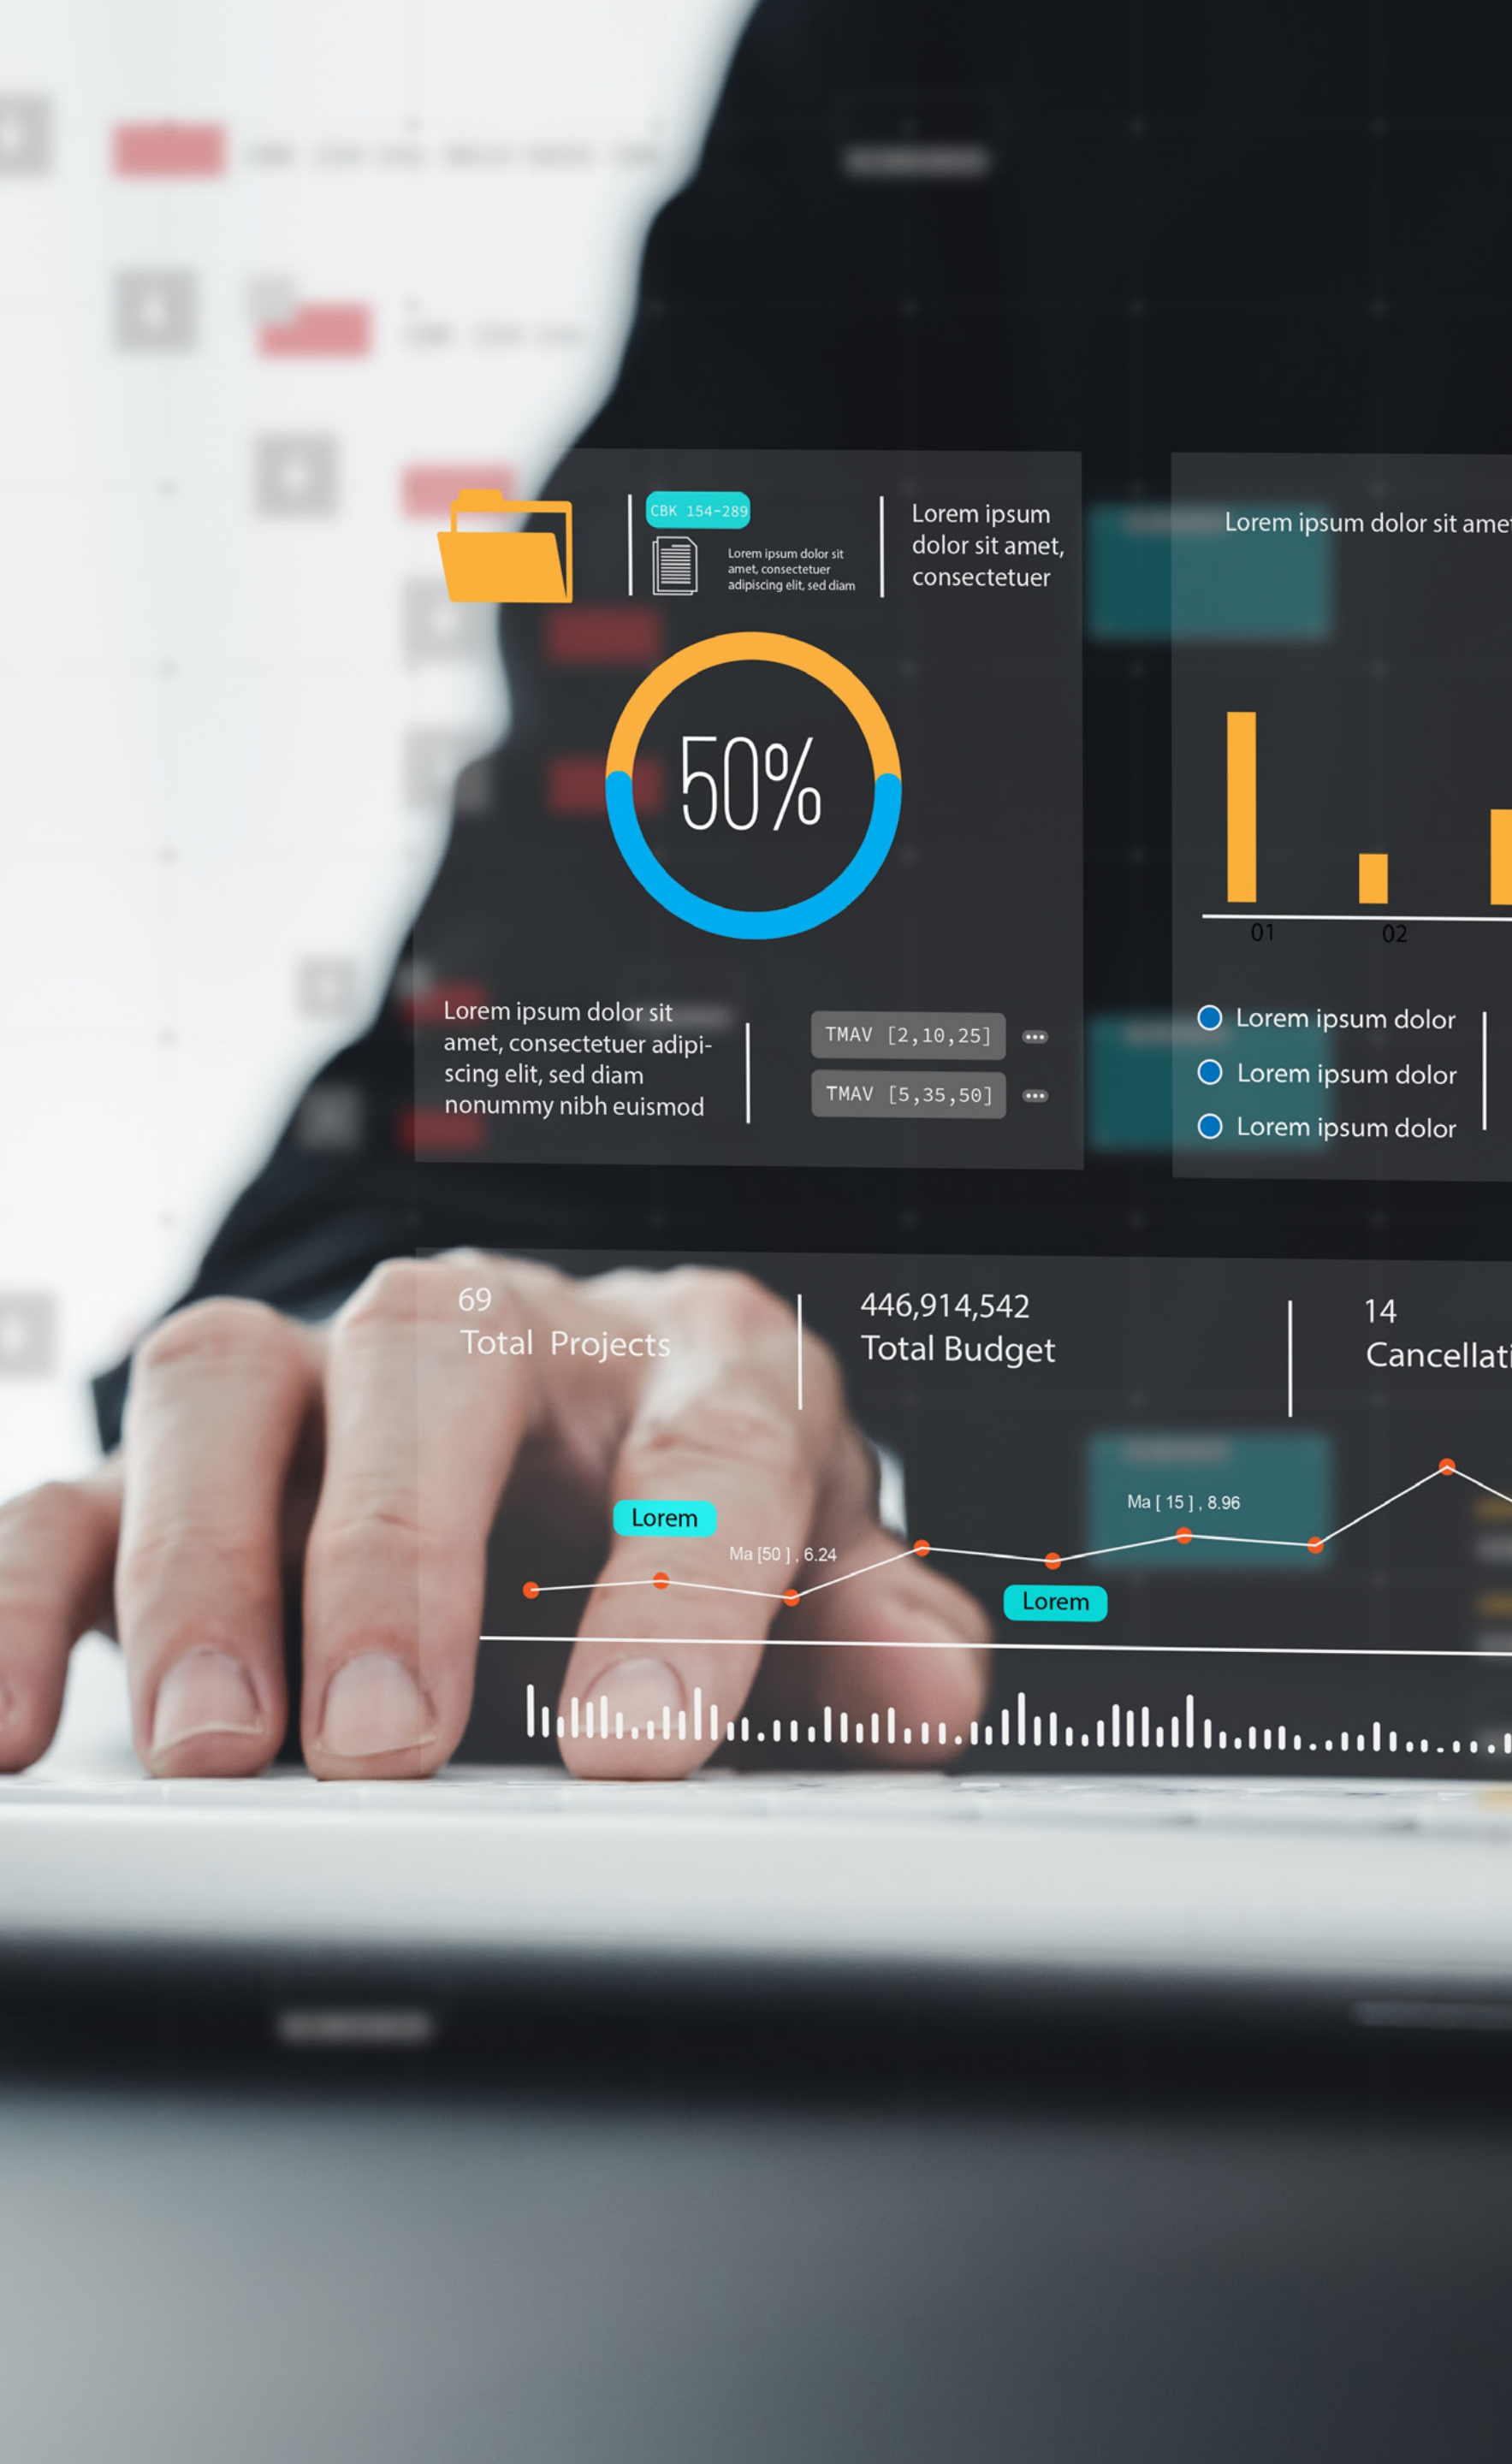 CBK 154-289
Lorem ipsum dolor sit
amet, consectetuer
adipiscing elit, sed diam
Lorem ipsum
dolor sit amet,
consectetuer
50%
Lorem ipsum dolor sit
amet, consectetuer adipi-
scing elit, sed diam
nonummy nibh euismod
TMAV [2,10,25]
TMAV [5,35,50]
Lorem ipsum dolor sit ame
01
02
Lorem ipsum dolor
Lorem ipsum dolor
Lorem ipsum dolor
69
Total Projects
446,914,542
Total Budget
14
Cancellati
Lorem
Ma [50 ] , 6.24
Ma [ 15 ] , 8.96
Lorem